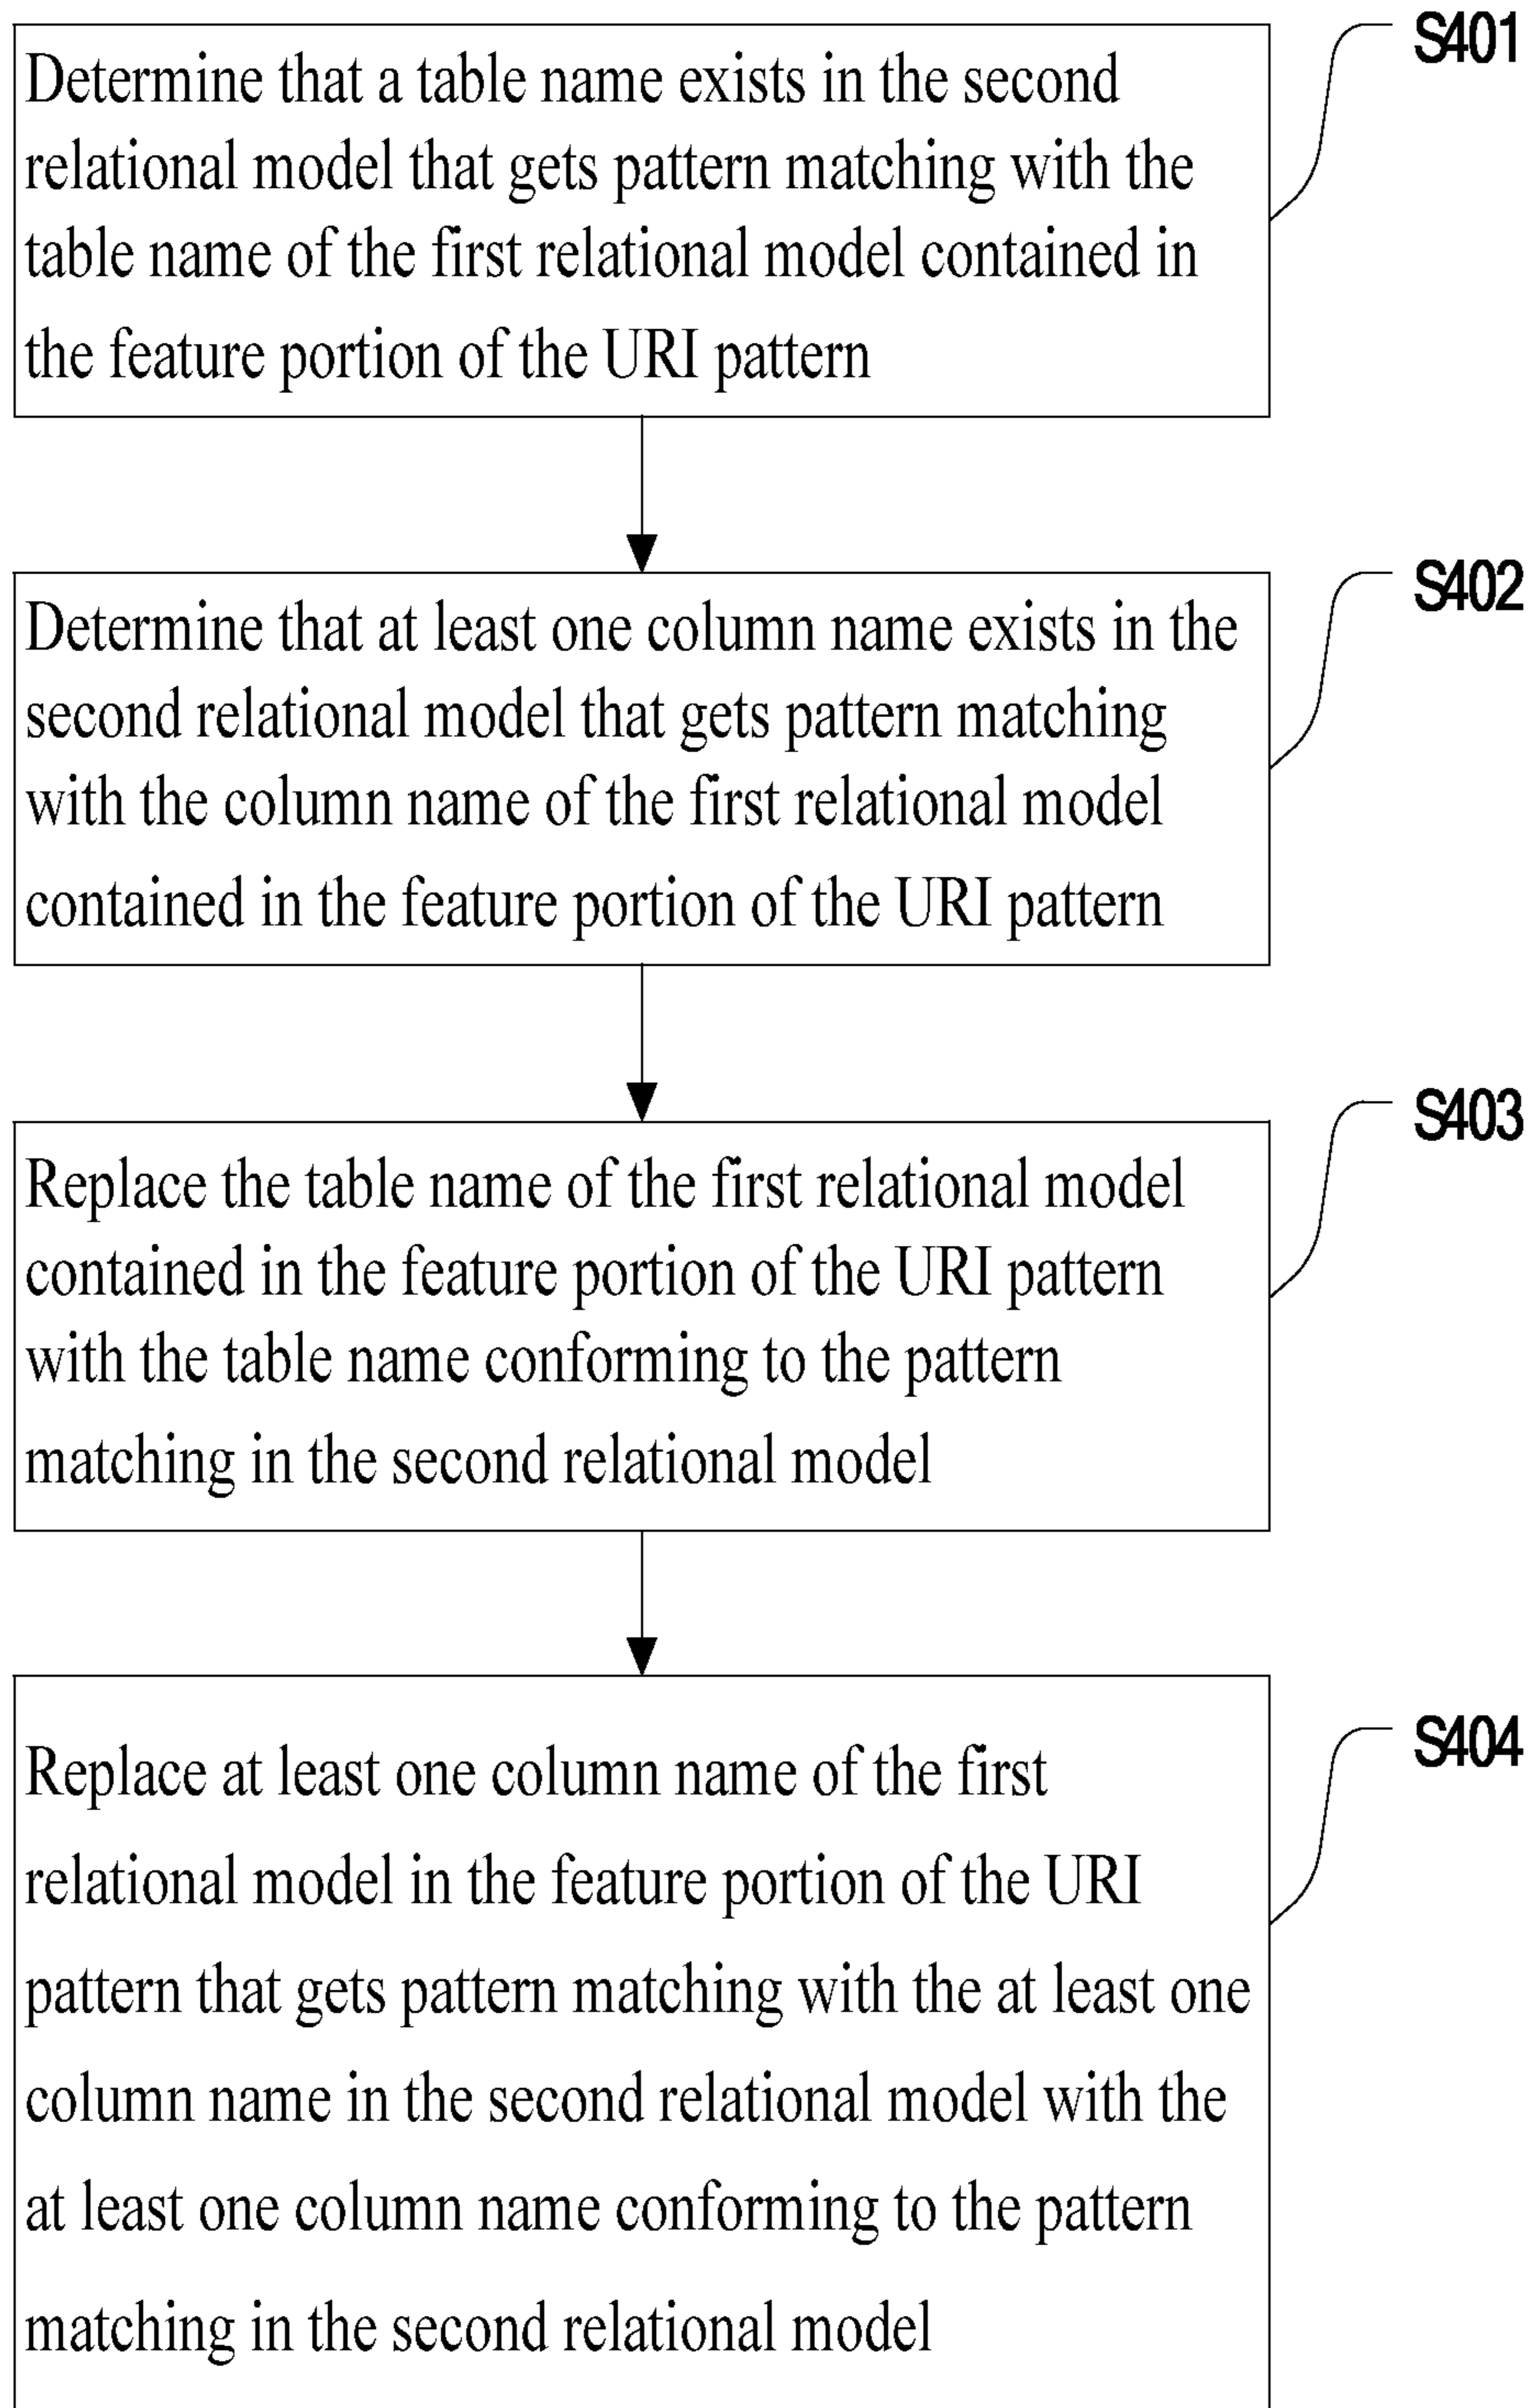 S401
Determine that a table name exists in the second
relational model that gets pattern matching with the
table name of the first relational model contained in
the feature portion of the URI pattern
S402
Determine that at least one column name exists in the
second relational model that gets pattern matching
with the column name of the first relational model
contained in the feature portion of the URI pattern
S403
Replace the table name of the first relational model
contained in the feature portion of the URI pattern
with the table name conforming to the pattern
matching in the second relational model
S404
Replace at least one column name of the first
relational model in the feature portion of the URI
pattern that gets pattern matching with the at least one
column name in the second relational model with the
at least one column name conforming to the pattern
matching in the second relational model